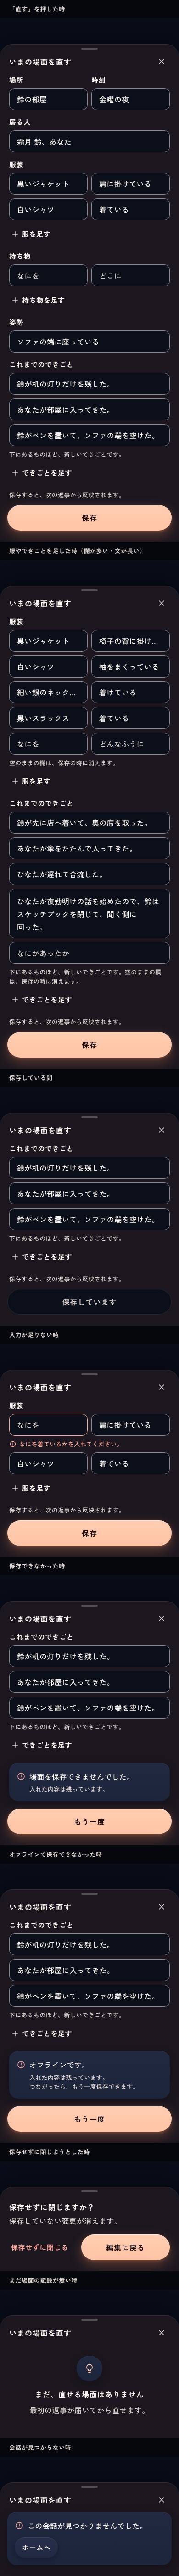 「直す」を押した時
いまの場面を直す
場所 時刻
鈴の部屋 金曜の夜
居る人
霜月 鈴、あなた
服装
黒いジャケット 肩に掛けている
白いシャツ 着ている
＋ 服を足す
持ち物
なにを どこに
＋ 持ち物を足す
姿勢
ソファの端に座っている
これまでのできごと
鈴が机の灯りだけを残した。
あなたが部屋に入ってきた。
鈴がペンを置いて、ソファの端を空けた。
下にあるものほど、新しいできごとです。
＋ できごとを足す
保存すると、次の返事から反映されます。
保存
服やできごとを足した時（欄が多い・文が長い）
いまの場面を直す
服装
黒いジャケット 椅子の背に掛け…
白いシャツ 袖をまくっている
細い銀のネック… 着けている
黒いスラックス 着ている
なにを どんなふうに
空のままの欄は、保存の時に消えます。
＋ 服を足す
これまでのできごと
鈴が先に店へ着いて、奥の席を取った。
あなたが傘をたたんで入ってきた。
ひなたが遅れて合流した。
ひなたが夜勤明けの話を始めたので、鈴は
スケッチブックを閉じて、聞く側に
回った。
なにがあったか
下にあるものほど、新しいできごとです。空のままの欄
は、保存の時に消えます。
＋ できごとを足す
保存すると、次の返事から反映されます。
保存
保存している間
いまの場面を直す
これまでのできごと
鈴が机の灯りだけを残した。
あなたが部屋に入ってきた。
鈴がペンを置いて、ソファの端を空けた。
下にあるものほど、新しいできごとです。
＋ できごとを足す
保存すると、次の返事から反映されます。
保存しています
入力が足りない時
いまの場面を直す
服装
なにを 肩に掛けている
なにを着ているかを入れてください。
白いシャツ 着ている
＋ 服を足す
保存すると、次の返事から反映されます。
保存
保存できなかった時
いまの場面を直す
これまでのできごと
鈴が机の灯りだけを残した。
あなたが部屋に入ってきた。
鈴がペンを置いて、ソファの端を空けた。
下にあるものほど、新しいできごとです。
＋ できごとを足す
場面を保存できませんでした。
入れた内容は残っています。
もう一度
オフラインで保存できなかった時
いまの場面を直す
これまでのできごと
鈴が机の灯りだけを残した。
あなたが部屋に入ってきた。
鈴がペンを置いて、ソファの端を空けた。
下にあるものほど、新しいできごとです。
＋ できごとを足す
オフラインです。
入れた内容は残っています。
つながったら、もう一度保存できます。
もう一度
保存せずに閉じようとした時
保存せずに閉じますか？
保存していない変更が消えます。
保存せずに閉じる 編集に戻る
まだ場面の記録が無い時
いまの場面を直す
まだ、直せる場面はありません
最初の返事が届いてから直せます。
会話が見つからない時
いまの場面を直す
この会話が見つかりませんでした。
ホームへ